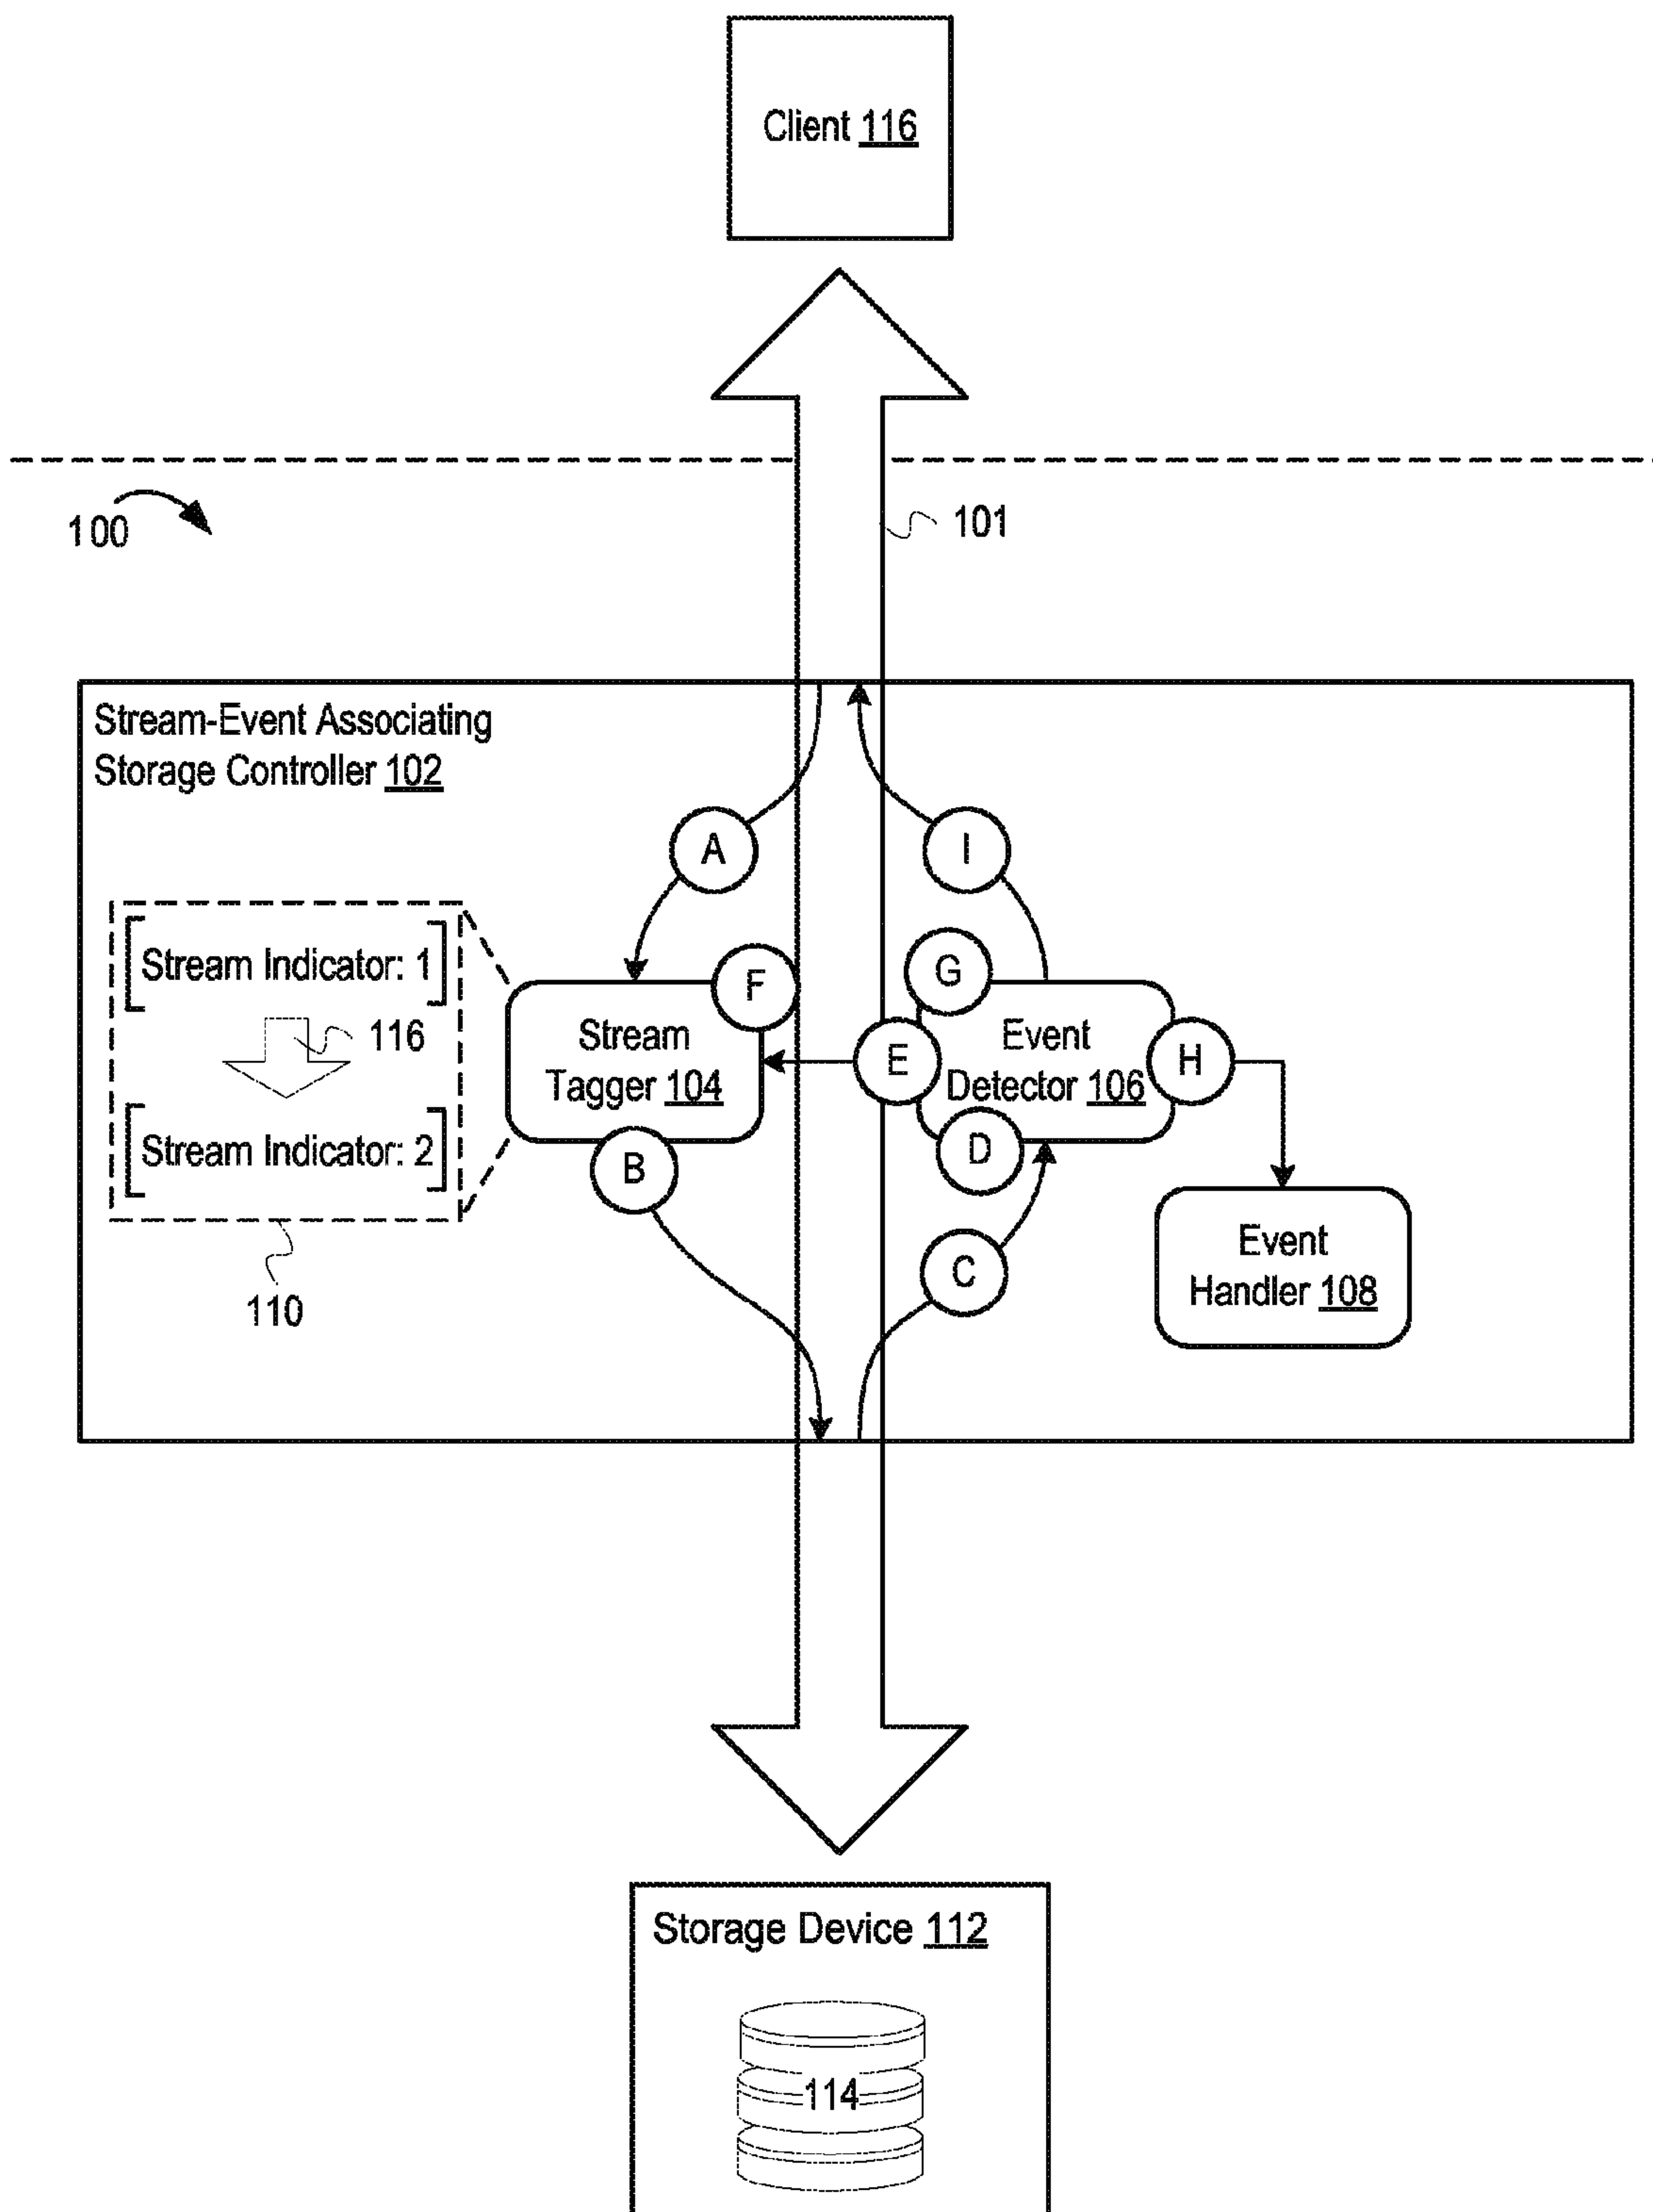 Client 116
100
101
Stream-Event Associating
Storage Controller 102
A
I
[Stream Indicator: 1]
F
G
116
Stream
Tagger 104
E
Event
Detector 106
H
[Stream Indicator: 2]
B
D
C
Event
Handler 108
110
Storage Device 112
114